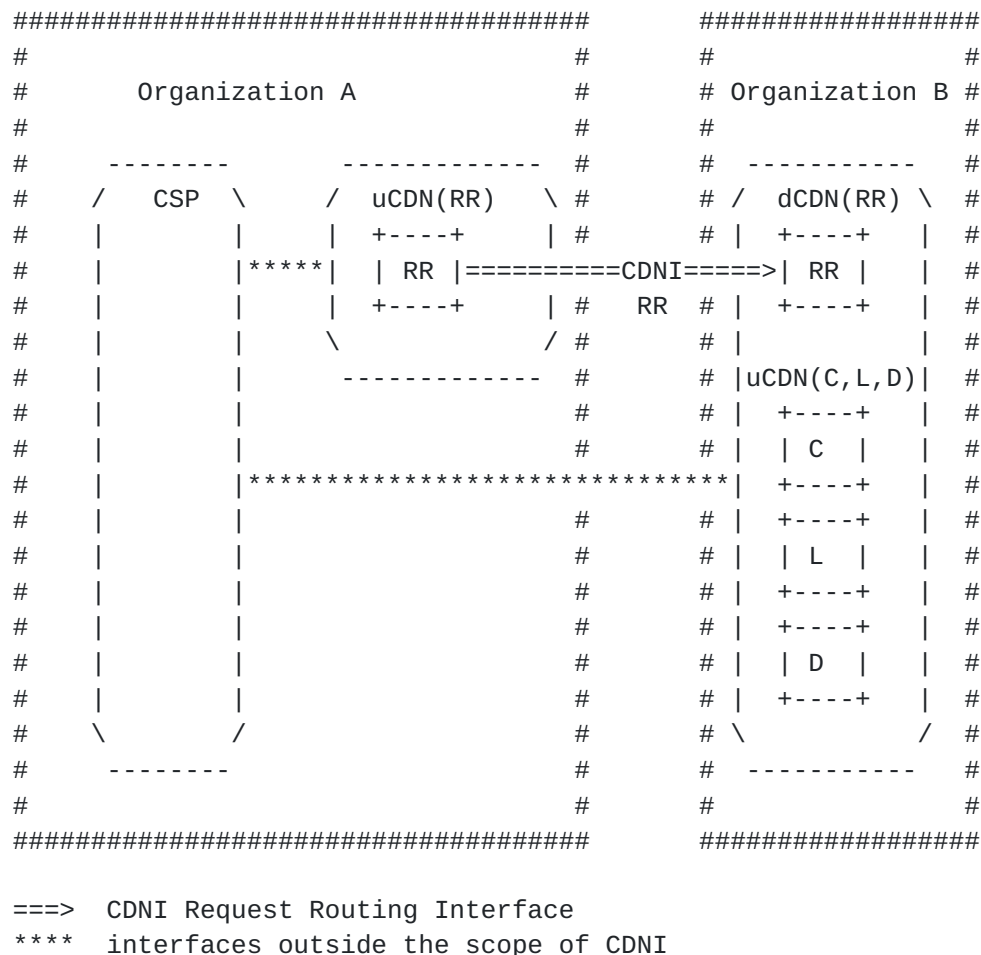 #####################################       ##################
#                                   #       #                #
#       Organization A              #       # Organization B #
#                                   #       #                #
#     --------       -------------  #       #  -----------   #
#    /   CSP  \     /  uCDN(RR)   \ #       # /  dCDN(RR) \  #
#    |        |     |  +----+     | #       # |  +----+   |  #
#    |        |*****|  | RR |==========CDNI=====>| RR |   |  #
#    |        |     |  +----+     | #   RR  # |  +----+   |  #
#    |        |     \             / #       # |           |  #
#    |        |      -------------  #       # |uCDN(C,L,D)|  #
#    |        |                     #       # |  +----+   |  #
#    |        |                     #       # |  | C  |   |  #
#    |        |*******************************|  +----+   |  #
#    |        |                     #       # |  +----+   |  #
#    |        |                     #       # |  | L  |   |  #
#    |        |                     #       # |  +----+   |  #
#    |        |                     #       # |  +----+   |  #
#    |        |                     #       # |  | D  |   |  #
#    |        |                     #       # |  +----+   |  #
#    \        /                     #       # \           /  #
#     --------                      #       #  -----------   #
#                                   #       #                #
#####################################       ##################
===>  CDNI Request Routing Interface
****  interfaces outside the scope of CDNI